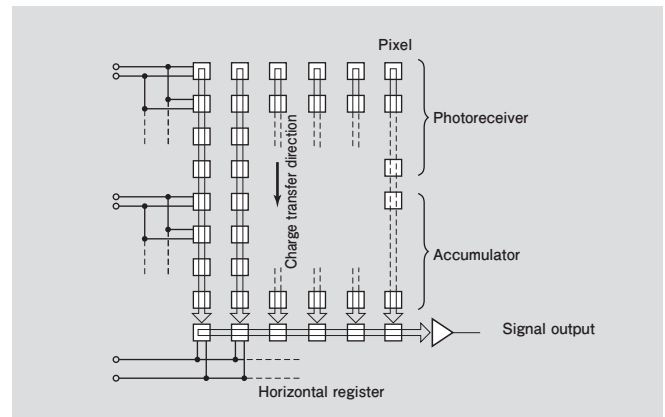 Pixel
Photoreceiver
Charge transfer direction
Accumulator
Signal output
Horizontal register